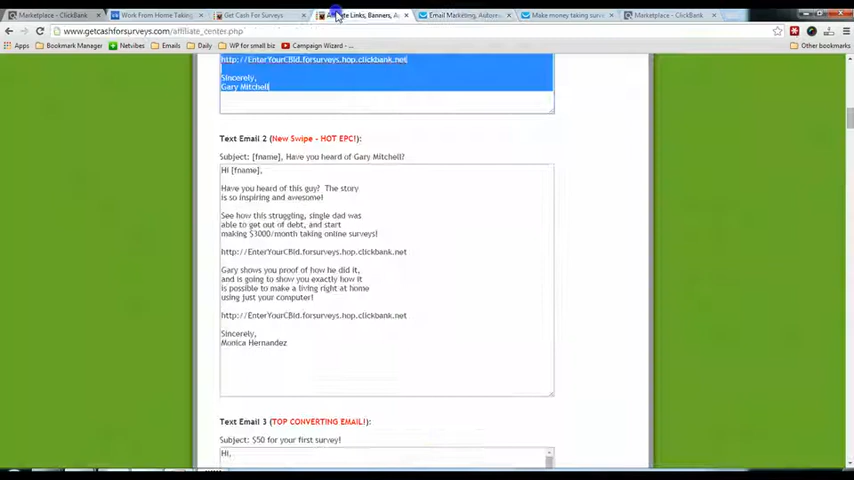 Marketplace - ClickBank
Work From Home Taking
Get Cash For Surveys
Affiliate Links, Banners, A
Email Marketing, Autores
Make money taking surv
Marketplace - ClickBank
www.getcashforsurveys.com/affiliate_center.php
Apps
Bookmark Manager
Netvibes
Emails
Daily
WP for small biz
Campaign Wizard - ...
Other bookmarks
http://EnterYourCBid.forsurveys.hop.clickbank.net
Sincerely,
Gary Mitchell
Text Email 2 (New Swipe - HOT EPC!):
Subject: [fname], Have you heard of Gary Mitchell?
Hi [fname],
Have you heard of this guy? The story
is so inspiring and awesome!
See how this struggling, single dad was
able to get out of debt, and start
making $3000/month taking online surveys!
http://EnterYourCBid.forsurveys.hop.clickbank.net
Gary shows you proof of how he did it,
and is going to show you exactly how it
is possible to make a living right at home
using just your computer!
http://EnterYourCBid.forsurveys.hop.clickbank.net
Sincerely,
Monica Hernandez
Text Email 3 (TOP CONVERTING EMAIL!):
Subject: $50 for your first survey!
Hi,